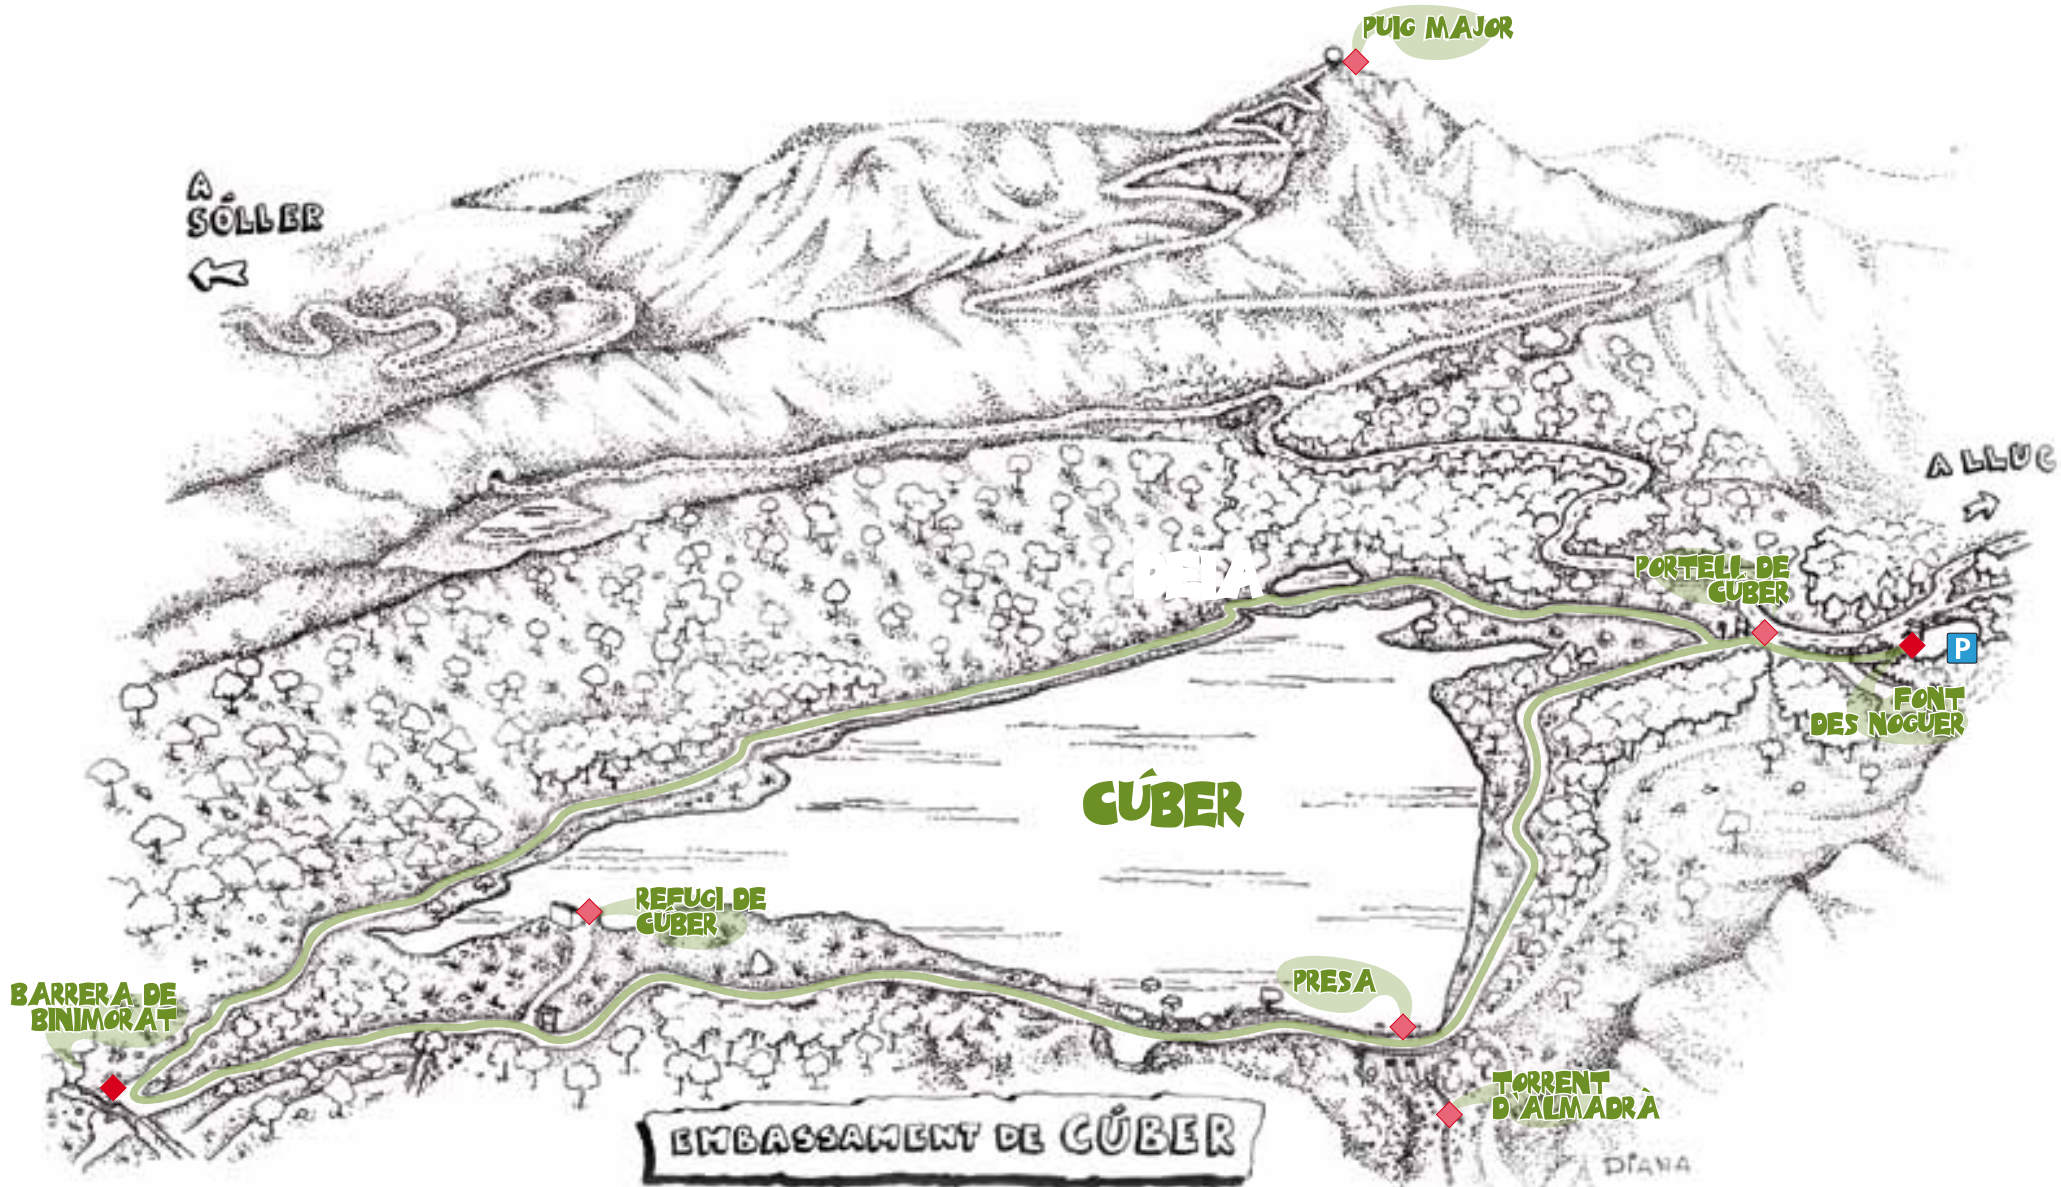 PUIG MAJOR
A
SÓLLER
A LLUC
DEIÀ
PORTELL DE
CÚBER
P
FONT
DES NOGUER
CÚBER
REFUGI DE
CÚBER
PRESA
BARRERA DE
BINIMORAT
TORRENT
D'ALMADRÀ
EMBASSAMENT DE CÚBER
DIANA